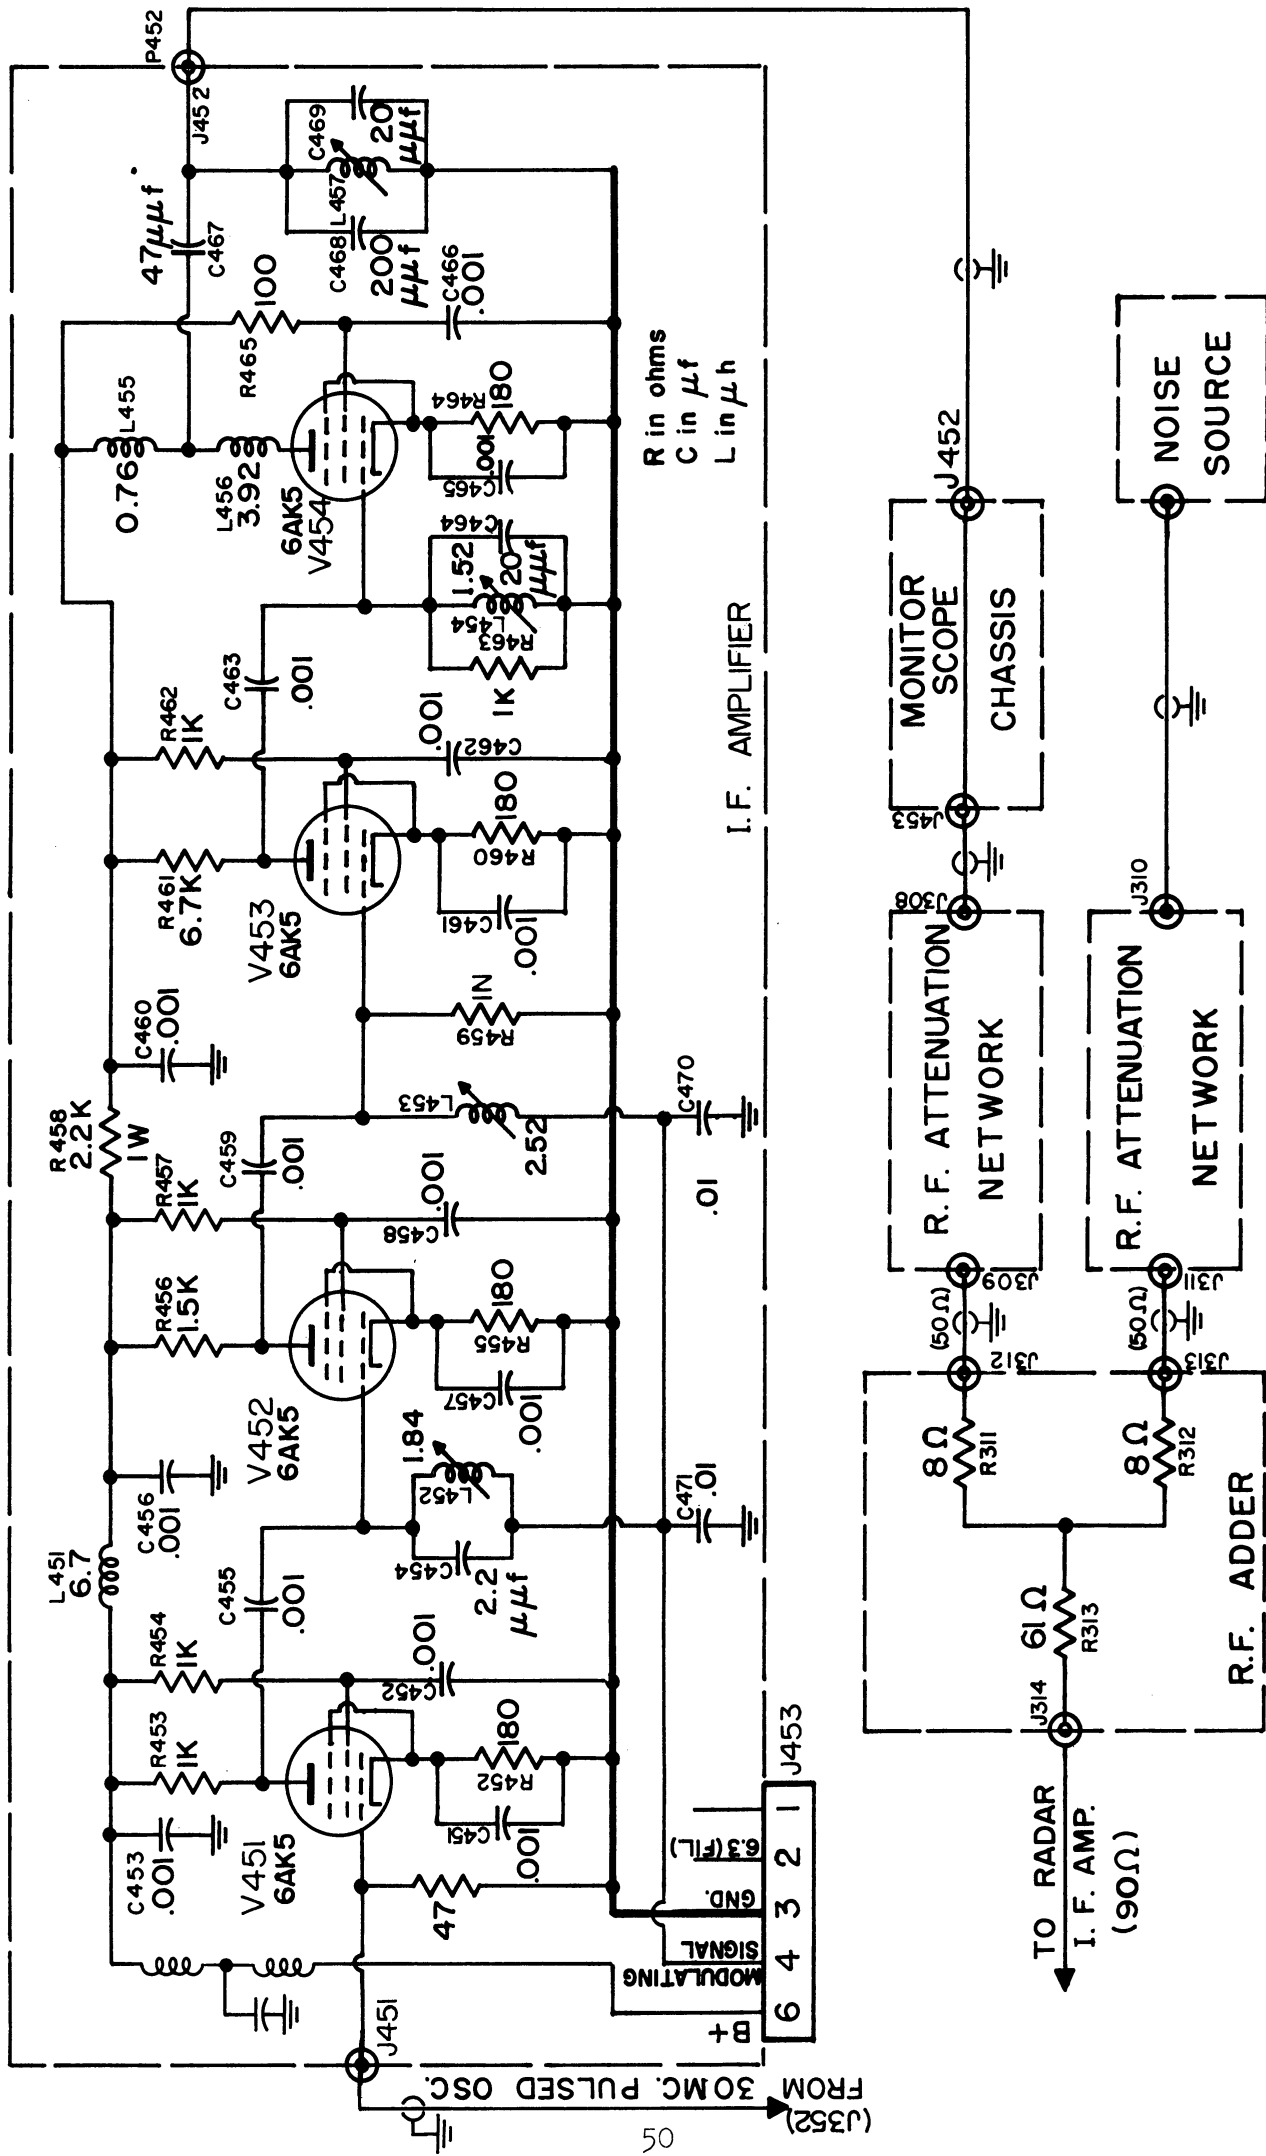 P452
J452
47μμf
C467
C469
20
μμf
L457
C468
200
μμf
C466
.001
100
R465
L455
0.76
L456
3.92
6AK5
V454
R464
180
.001
C465
C464
1.52
20
μμf
L454
R463
1K
R in ohms
C in μf
L in μh
C463
.001
R462
1K
.001
C462
R461
6.7K
V453
6AK5
180
R460
C461
.001
I.F. AMPLIFIER
C460
.001
1N
R459
L453
2.52
C470
.01
R458
2.2K
1W
C459
.001
R457
1K
.001
C458
R456
1.5K
V452
6AK5
180
R455
C457
.001
1.84
L452
C454
2.2
μμf
C471
.01
C456
.001
L451
6.7
C455
.001
R454
1K
.001
C452
R453
1K
C453
.001
V451
6AK5
180
R452
C451
.001
47
J453
1
2
3
4
6
6.3 (FIL)
GND.
MODULATING
SIGNAL
B+
J451
FROM 30 MC. PULSED OSC.
(J352)
J452
MONITOR
SCOPE
CHASSIS
J453
NOISE
SOURCE
J308
R.F. ATTENUATION
NETWORK
J309
J310
R.F. ATTENUATION
NETWORK
J311
(50Ω)
(50Ω)
J312
J313
8Ω
R311
8Ω
R312
61Ω
R313
R.F. ADDER
J314
TO RADAR
I. F. AMP.
(90Ω)
50